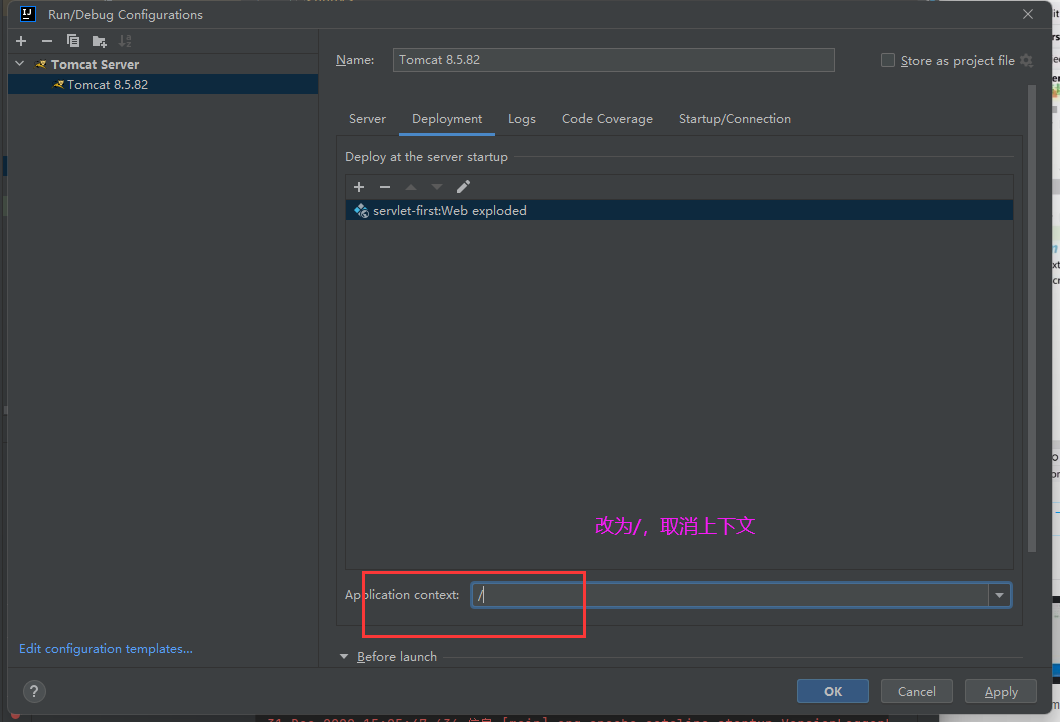 Run/Debug Configurations
Tomcat Server
Tomcat 8.5.82
Name:
Tomcat 8.5.82
Store as project file
Server
Deployment
Logs
Code Coverage
Startup/Connection
Deploy at the server startup
servlet-first:Web exploded
改为/，取消上下文
Application context:
/
Before launch
Edit configuration templates...
?
OK
Cancel
Apply